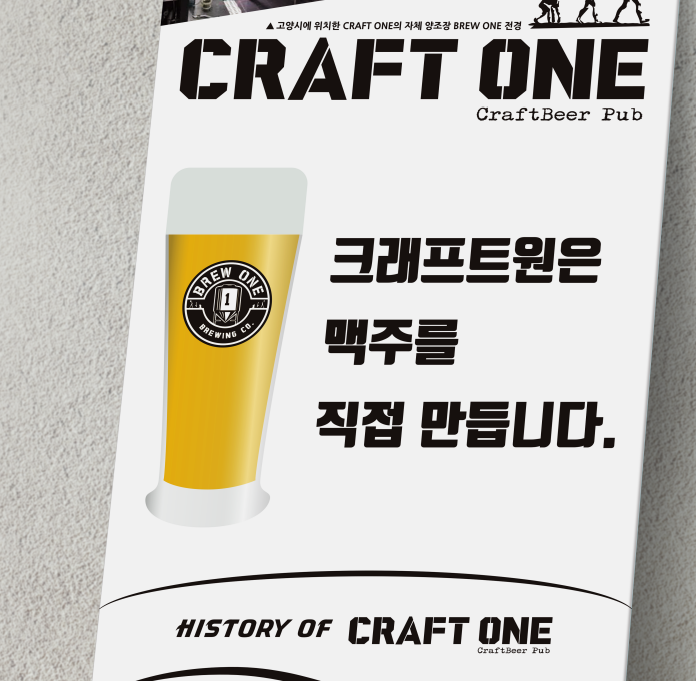 ▲ 고양시에 위치한 CRAFT ONE의 자체 양조장 BREW ONE 전경
CRAFT ONE
CraftBeer Pub
크래프트원은
맥주를
직접 만듭니다.
BREW ONE
1
BREWING CO.
HISTORY OF CRAFT ONE
CraftBeer Pub